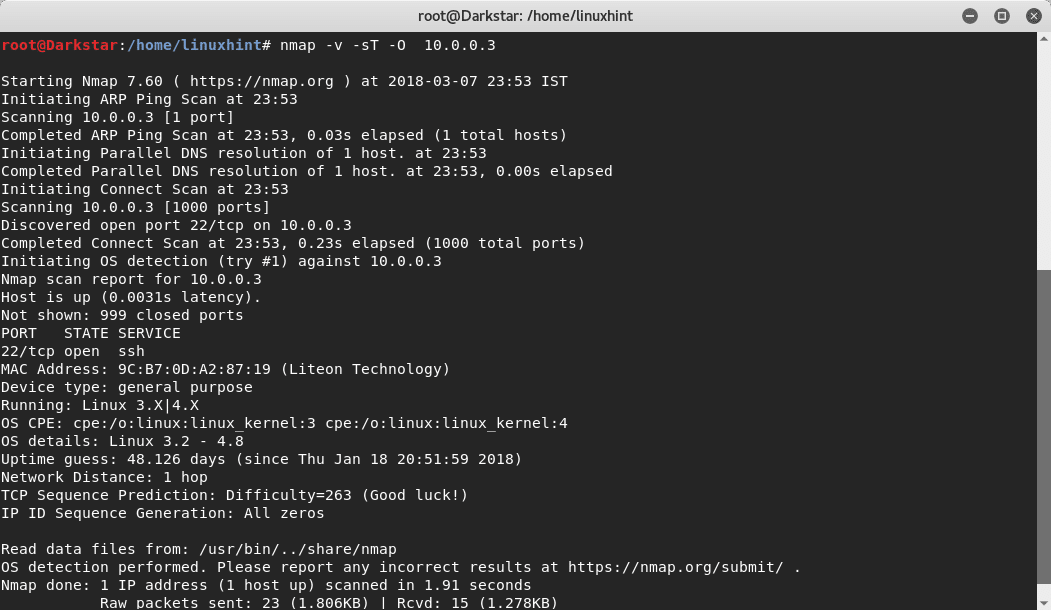 root@Darkstar: /home/linuxhint
root@Darkstar:/home/linuxhint# nmap -v -sT -O  10.0.0.3
Starting Nmap 7.60 ( https://nmap.org ) at 2018-03-07 23:53 IST
Initiating ARP Ping Scan at 23:53
Scanning 10.0.0.3 [1 port]
Completed ARP Ping Scan at 23:53, 0.03s elapsed (1 total hosts)
Initiating Parallel DNS resolution of 1 host. at 23:53
Completed Parallel DNS resolution of 1 host. at 23:53, 0.00s elapsed
Initiating Connect Scan at 23:53
Scanning 10.0.0.3 [1000 ports]
Discovered open port 22/tcp on 10.0.0.3
Completed Connect Scan at 23:53, 0.23s elapsed (1000 total ports)
Initiating OS detection (try #1) against 10.0.0.3
Nmap scan report for 10.0.0.3
Host is up (0.0031s latency).
Not shown: 999 closed ports
PORT   STATE SERVICE
22/tcp open  ssh
MAC Address: 9C:B7:0D:A2:87:19 (Liteon Technology)
Device type: general purpose
Running: Linux 3.X|4.X
OS CPE: cpe:/o:linux:linux_kernel:3 cpe:/o:linux:linux_kernel:4
OS details: Linux 3.2 - 4.8
Uptime guess: 48.126 days (since Thu Jan 18 20:51:59 2018)
Network Distance: 1 hop
TCP Sequence Prediction: Difficulty=263 (Good luck!)
IP ID Sequence Generation: All zeros
Read data files from: /usr/bin/../share/nmap
OS detection performed. Please report any incorrect results at https://nmap.org/submit/ .
Nmap done: 1 IP address (1 host up) scanned in 1.91 seconds
           Raw packets sent: 23 (1.806KB) | Rcvd: 15 (1.278KB)